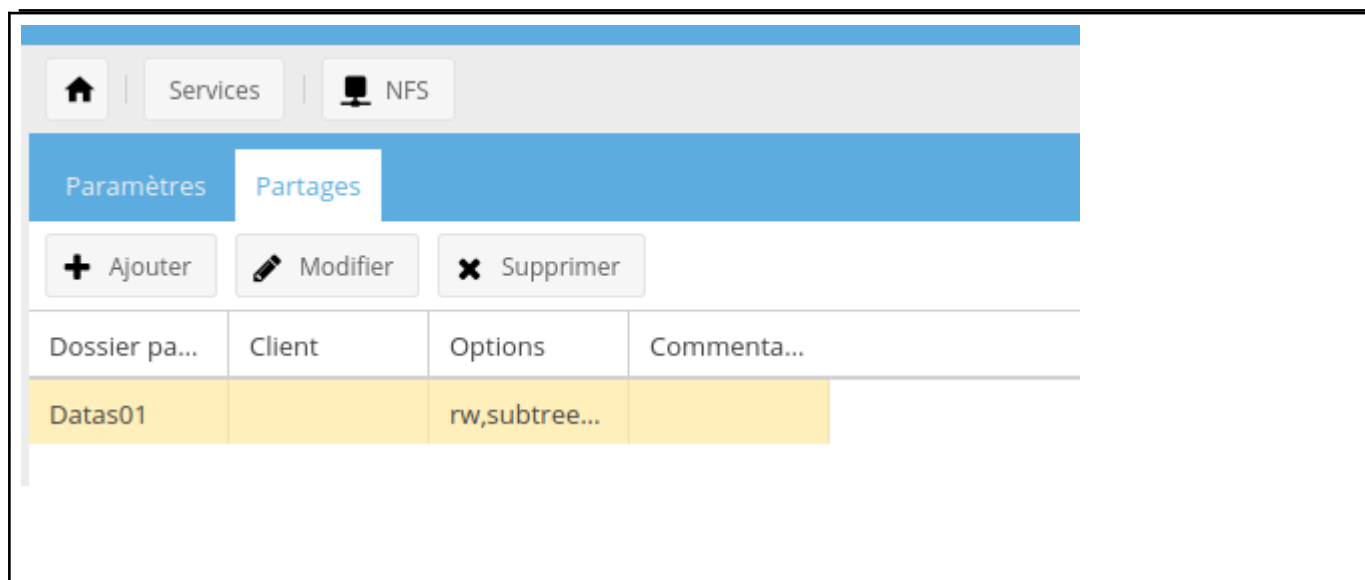 Services NFS
Paramètres Partages
Ajouter Modifier Supprimer
Dossier pa... Client Options Commenta...
Datas01 rw,subtree...